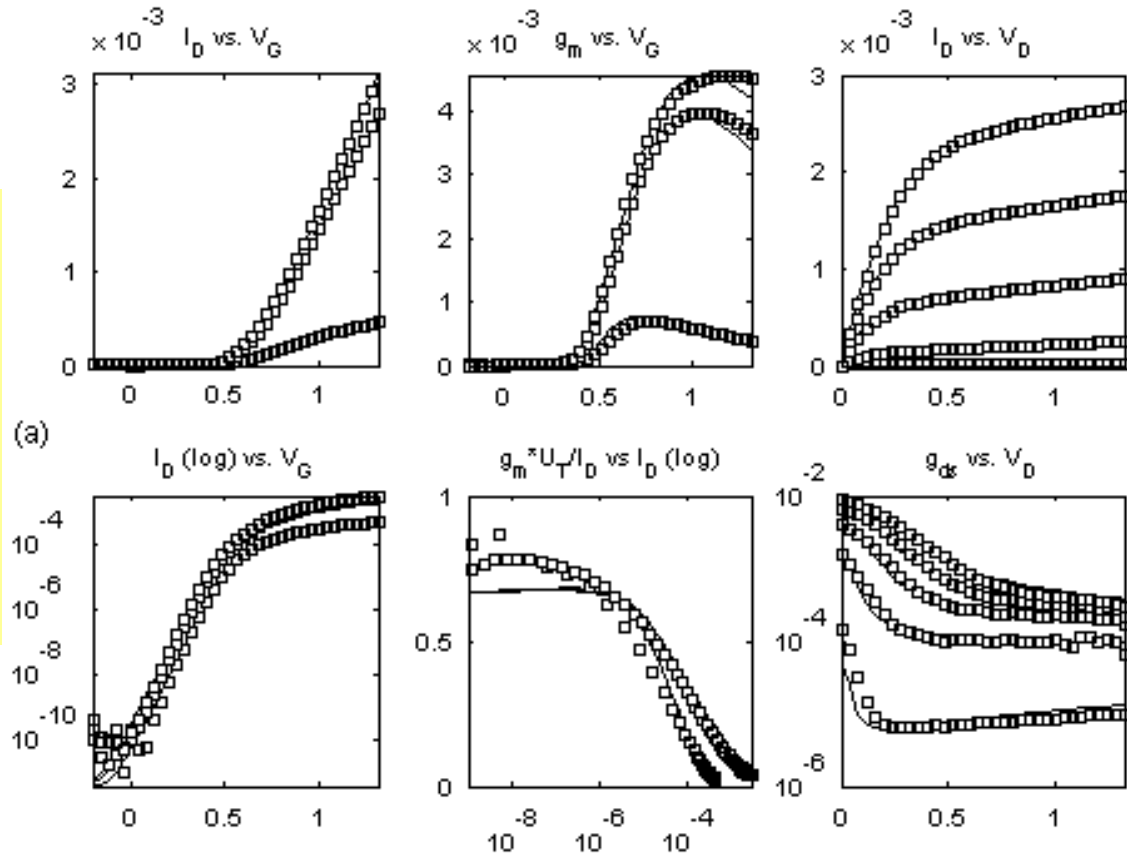 × 10⁻³ I_D vs. V_G
3
2
1
0
0 0.5 1
× 10⁻³ g_m vs. V_G
4
3
2
1
0
0 0.5 1
× 10⁻³ I_D vs. V_D
3
2
1
0
0 0.5 1
(a)
I_D (log) vs. V_G
10⁻⁴
10⁻⁶
10⁻⁸
10⁻¹⁰
0 0.5 1
g_m*U_T/I_D vs I_D (log)
1
0.5
0
10⁻⁸ 10⁻⁶ 10⁻⁴
g_ds vs. V_D
10⁻²
10⁻⁴
10⁻⁶
0 0.5 1